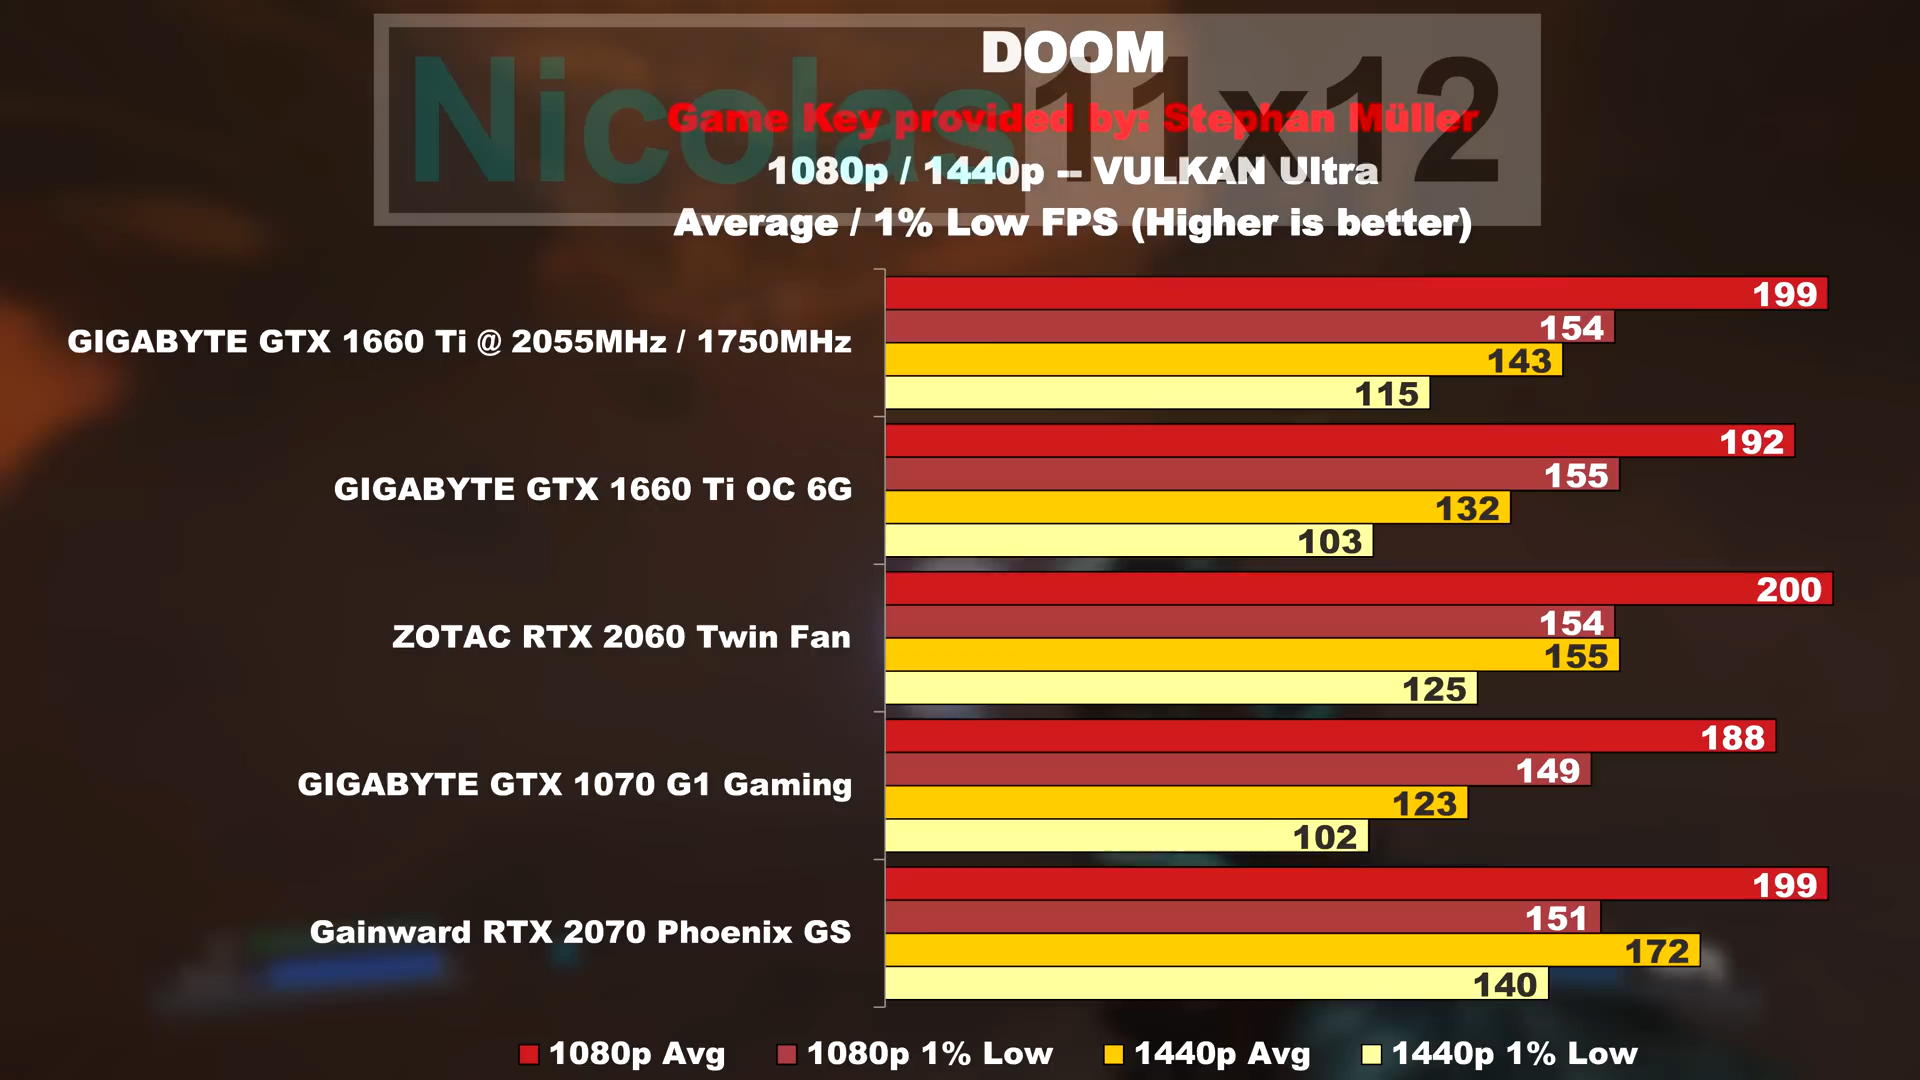 Nicolas11x12
DOOM
Game Key provided by: Stephan Müller
1080p / 1440p -- VULKAN Ultra
Average / 1% Low FPS (Higher is better)
GIGABYTE GTX 1660 Ti @ 2055MHz / 1750MHz
199
154
143
115
GIGABYTE GTX 1660 Ti OC 6G
192
155
132
103
ZOTAC RTX 2060 Twin Fan
200
154
155
125
GIGABYTE GTX 1070 G1 Gaming
188
149
123
102
Gainward RTX 2070 Phoenix GS
199
151
172
140
1080p Avg 1080p 1% Low 1440p Avg 1440p 1% Low